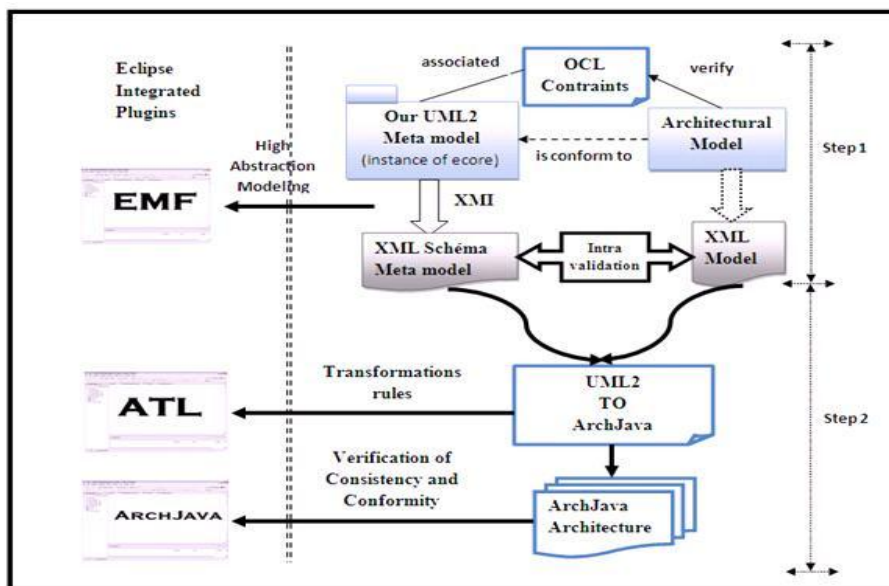 Eclipse
Integrated
Plugins
associated
OCL
Contraints
verify
Our UML2
Meta model
(instance of ecore)
Architectural
Model
is conform to
Step 1
High
Abstraction
Modeling
EMF
XMI
XML Schéma
Meta model
Intra
validation
XML
Model
Transformations
rules
UML2
TO
ArchJava
ATL
Step 2
Verification of
Consistency and
Conformity
ArchJava
Architecture
ARCHJAVA